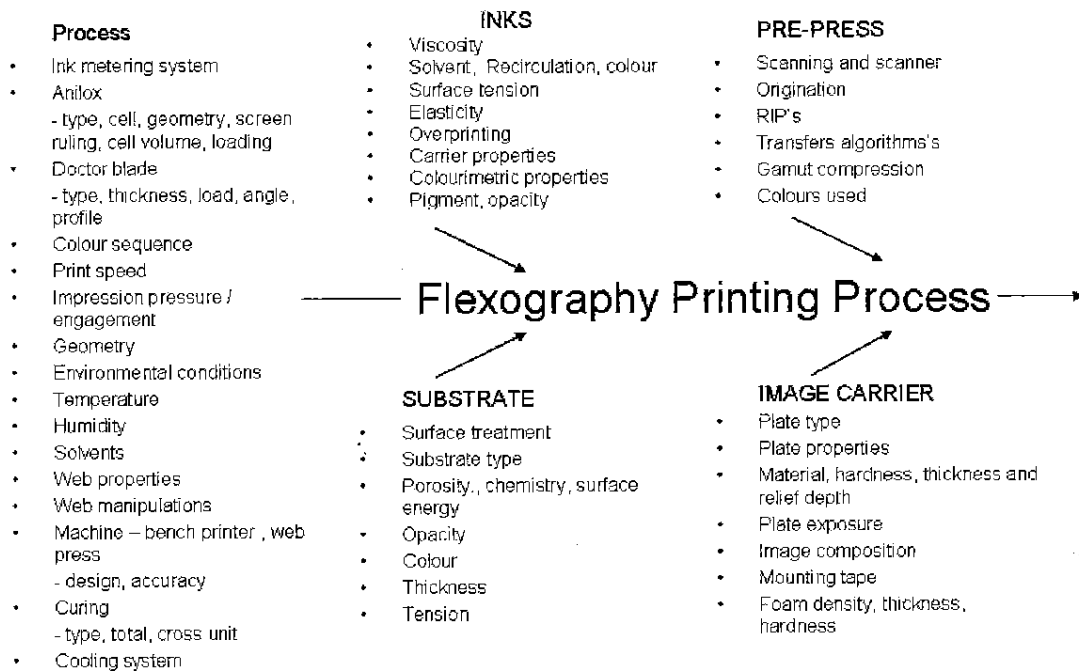 Process
• Ink metering system
• Anilox
- type, cell, geometry, screen
ruling, cell volume, loading
• Doctor blade
- type, thickness, load, angle,
profile
• Colour sequence
• Print speed
• Impression pressure /
engagement
• Geometry
• Environmental conditions
• Temperature
• Humidity
• Solvents
• Web properties
• Web manipulations
• Machine – bench printer , web
press
- design, accuracy
• Curing
- type, total, cross unit
• Cooling system
INKS
• Viscosity
• Solvent, Recirculation, colour
• Surface tension
• Elasticity
• Overprinting
• Carrier properties
• Colourimetric properties
• Pigment, opacity
PRE-PRESS
• Scanning and scanner
• Origination
• RIP's
• Transfers algorithms's
• Gamut compression
• Colours used
Flexography Printing Process
SUBSTRATE
• Surface treatment
• Substrate type
• Porosity., chemistry, surface
energy
• Opacity
• Colour
• Thickness
• Tension
IMAGE CARRIER
• Plate type
• Plate properties
• Material, hardness, thickness and
relief depth
• Plate exposure
• Image composition
• Mounting tape
• Foam density, thickness,
hardness